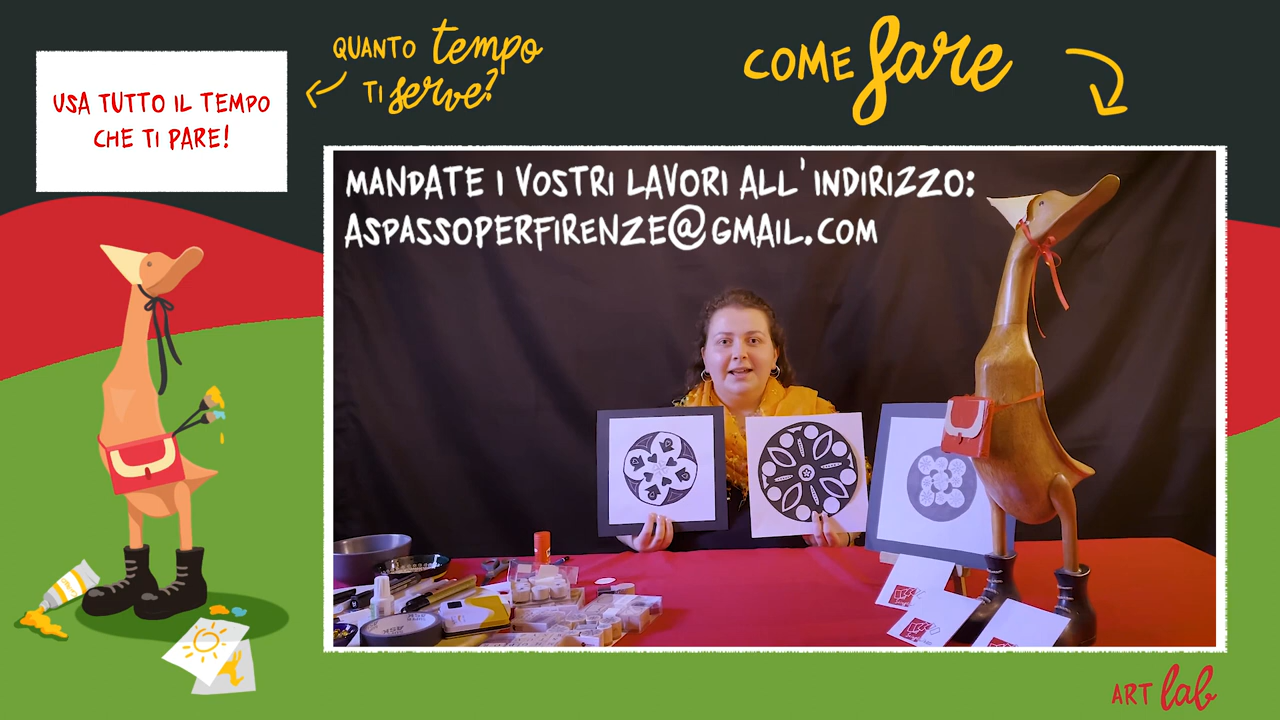 USA TUTTO IL TEMPO
CHE TI PARE!
QUANTO tempo
TI serve?
COME fare
MANDATE I VOSTRI LAVORI ALL'INDIRIZZO:
ASPASSOPERFIRENZE@GMAIL.COM
ART lab